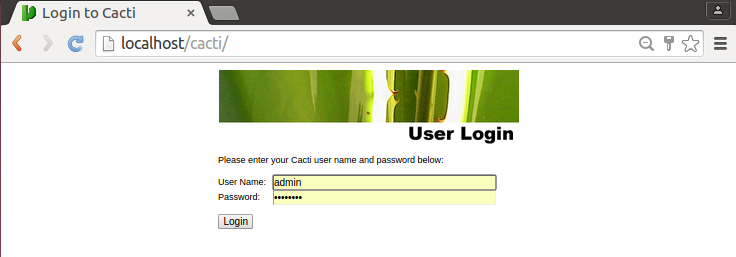 Login to Cacti
localhost/cacti/
User Login
Please enter your Cacti user name and password below:
User Name: admin
Password: ••••••••
Login